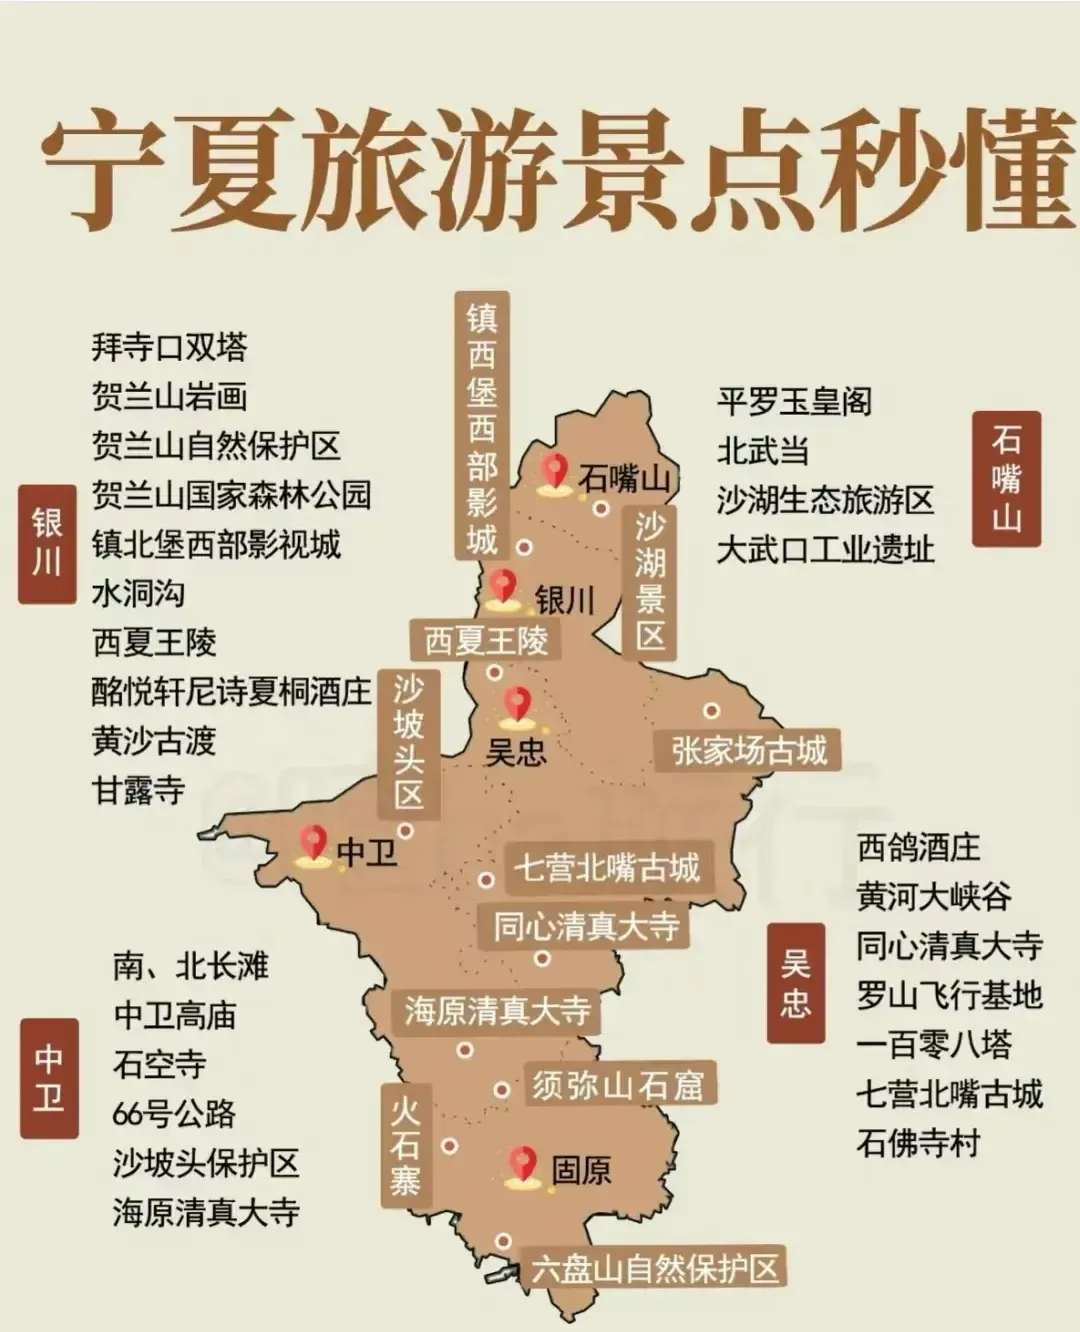 宁夏旅游景点秒懂
拜寺口双塔
贺兰山岩画
贺兰山自然保护区
贺兰山国家森林公园
镇北堡西部影视城
水洞沟
西夏王陵
酩悦轩尼诗夏桐酒庄
黄沙古渡
甘露寺
银川
镇西堡西部影城
平罗玉皇阁
北武当
沙湖生态旅游区
大武口工业遗址
石嘴山
石嘴山
沙湖景区
银川
西夏王陵
沙坡头区
吴忠
张家场古城
中卫
七营北嘴古城
同心清真大寺
海原清真大寺
须弥山石窟
火石寨
固原
六盘山自然保护区
西鸽酒庄
黄河大峡谷
同心清真大寺
罗山飞行基地
一百零八塔
七营北嘴古城
石佛寺村
吴忠
南、北长滩
中卫高庙
石空寺
66号公路
沙坡头保护区
海原清真大寺
中卫